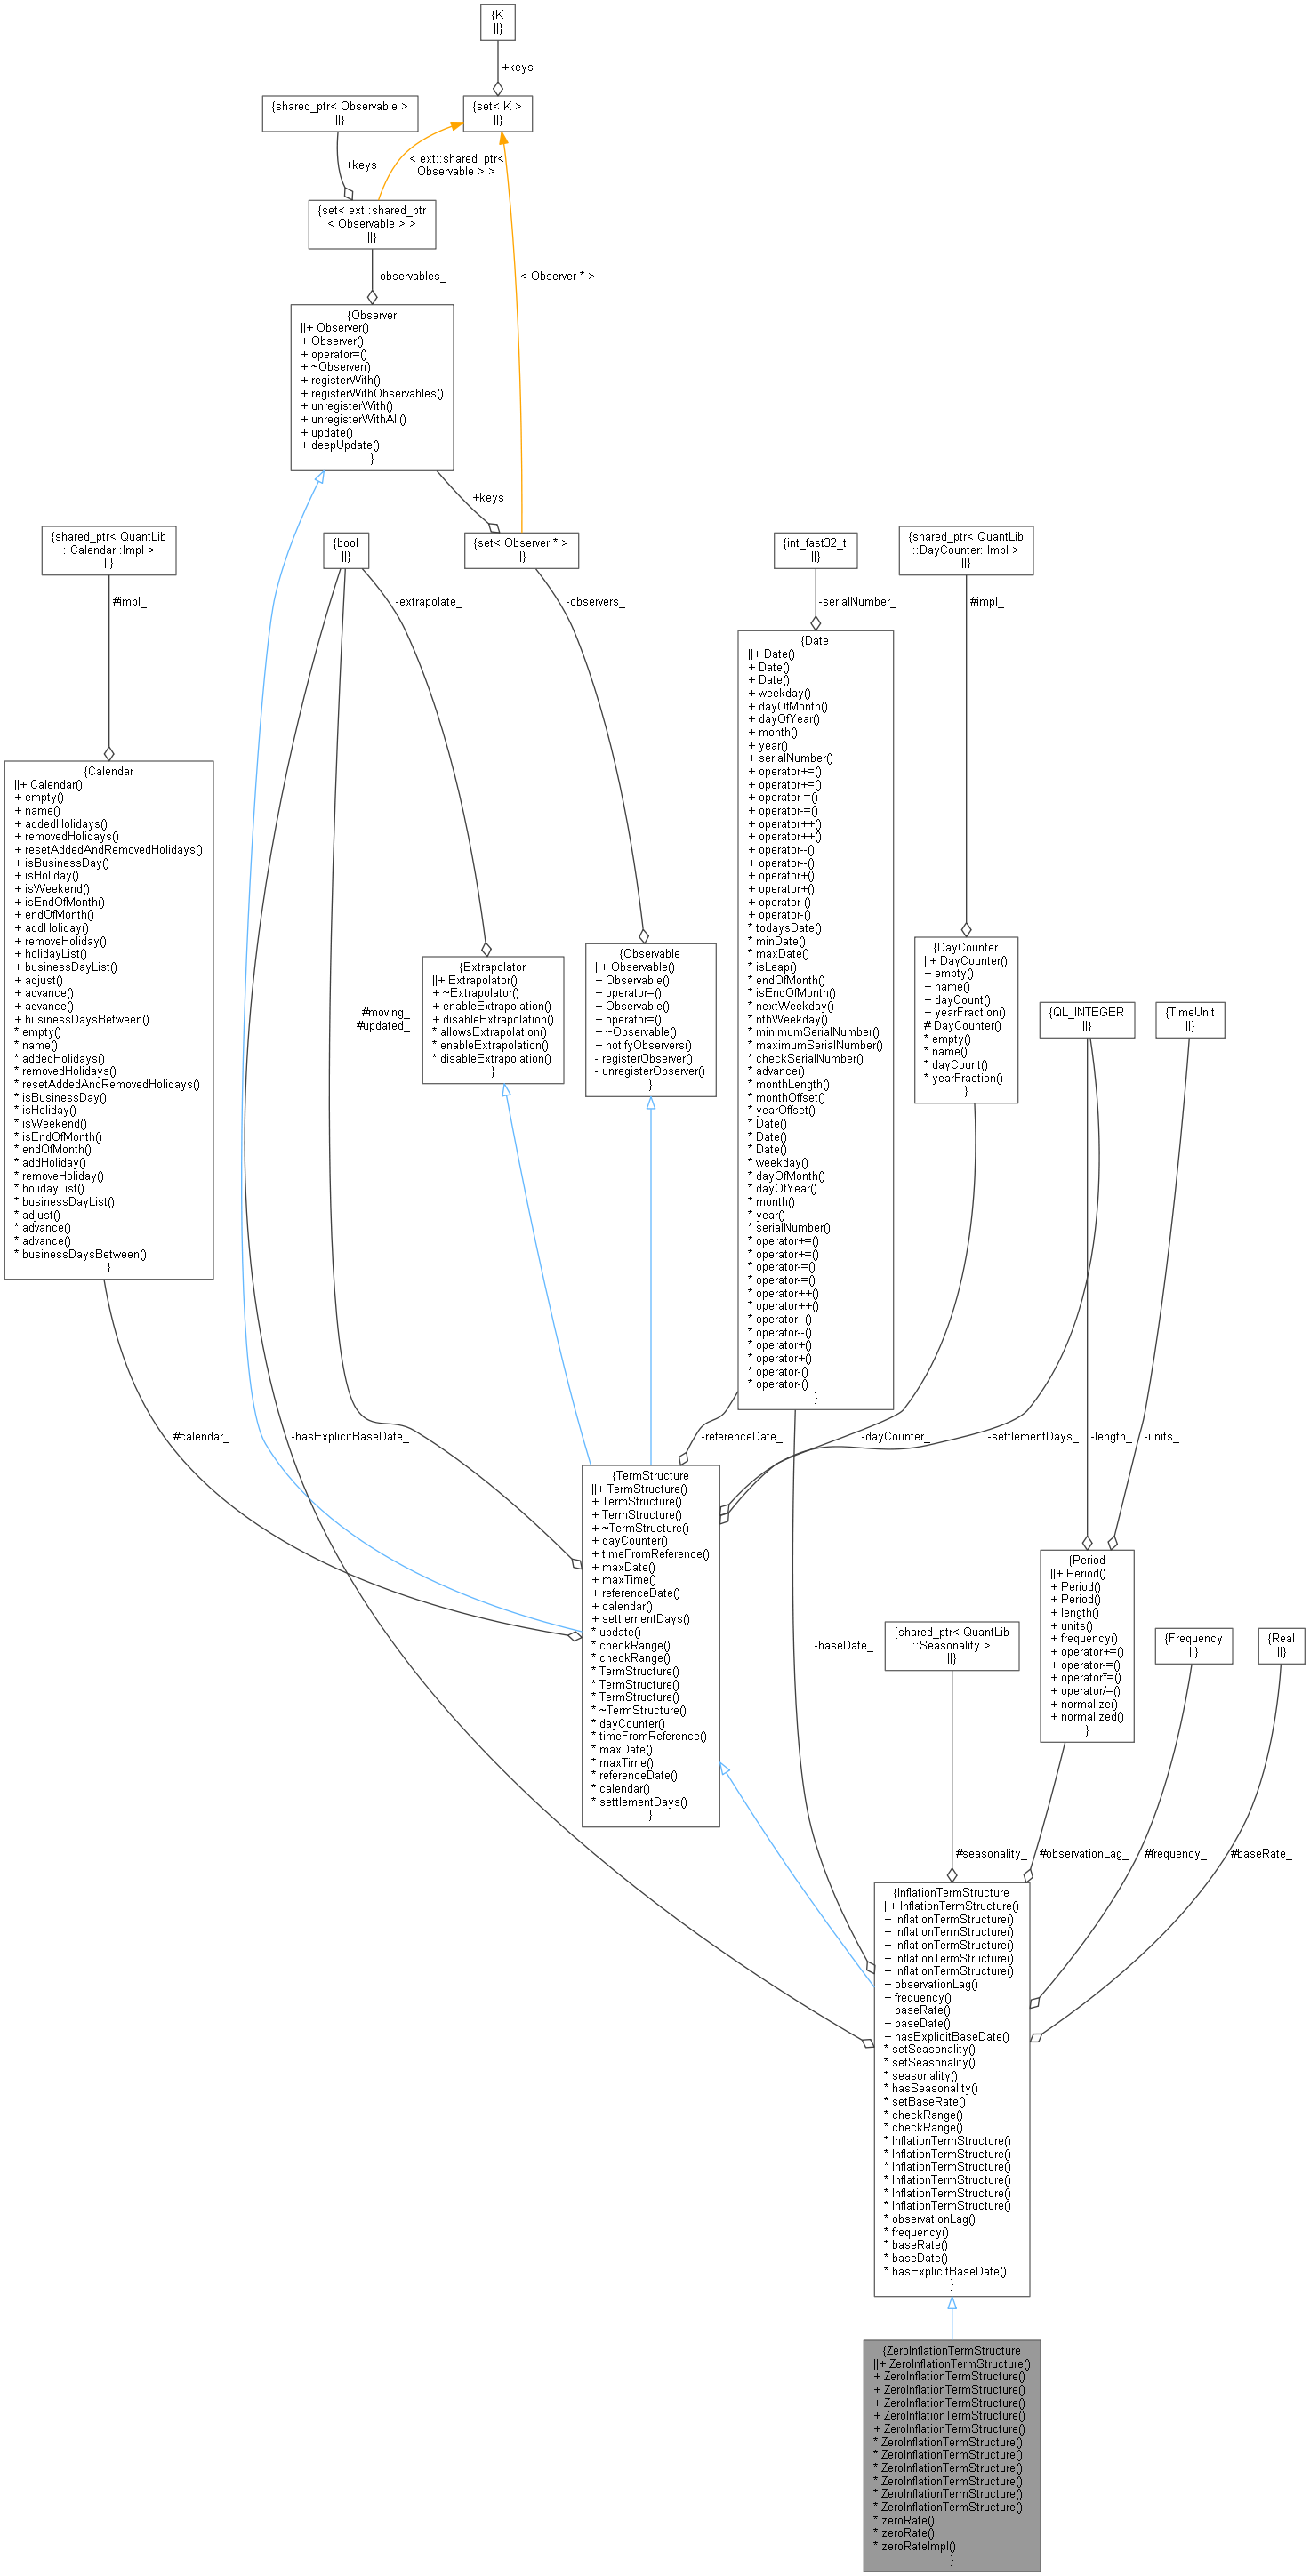 {K
||}
+keys
{shared_ptr< Observable >
||}
{set< K >
||}
+keys
< ext::shared_ptr<
Observable > >
{set< ext::shared_ptr
< Observable > >
||}
-observables_
< Observer * >
{Observer
||+ Observer()
+ Observer()
+ operator=()
+ ~Observer()
+ registerWith()
+ registerWithObservables()
+ unregisterWith()
+ unregisterWithAll()
+ update()
+ deepUpdate()
}
+keys
{shared_ptr< QuantLib
::Calendar::Impl >
||}
{bool
||}
{set< Observer * >
||}
{int_fast32_t
||}
{shared_ptr< QuantLib
::DayCounter::Impl >
||}
#impl_
-extrapolate_
-observers_
-serialNumber_
#impl_
{Date
||+ Date()
+ Date()
+ Date()
+ weekday()
+ dayOfMonth()
+ dayOfYear()
+ month()
+ year()
+ serialNumber()
+ operator+=()
+ operator+=()
+ operator-=()
+ operator-=()
+ operator++()
+ operator++()
+ operator--()
+ operator--()
+ operator+()
+ operator+()
+ operator-()
+ operator-()
* todaysDate()
* minDate()
* maxDate()
* isLeap()
* endOfMonth()
* isEndOfMonth()
* nextWeekday()
* nthWeekday()
* minimumSerialNumber()
* maximumSerialNumber()
* checkSerialNumber()
* advance()
* monthLength()
* monthOffset()
* yearOffset()
* Date()
* Date()
* Date()
* weekday()
* dayOfMonth()
* dayOfYear()
* month()
* year()
* serialNumber()
* operator+=()
* operator+=()
* operator-=()
* operator-=()
* operator++()
* operator++()
* operator--()
* operator--()
* operator+()
* operator+()
* operator-()
* operator-()
}
{Calendar
||+ Calendar()
+ empty()
+ name()
+ addedHolidays()
+ removedHolidays()
+ resetAddedAndRemovedHolidays()
+ isBusinessDay()
+ isHoliday()
+ isWeekend()
+ isEndOfMonth()
+ endOfMonth()
+ addHoliday()
+ removeHoliday()
+ holidayList()
+ businessDayList()
+ adjust()
+ advance()
+ advance()
+ businessDaysBetween()
* empty()
* name()
* addedHolidays()
* removedHolidays()
* resetAddedAndRemovedHolidays()
* isBusinessDay()
* isHoliday()
* isWeekend()
* isEndOfMonth()
* endOfMonth()
* addHoliday()
* removeHoliday()
* holidayList()
* businessDayList()
* adjust()
* advance()
* advance()
* businessDaysBetween()
}
#moving_
#updated_
{Extrapolator
||+ Extrapolator()
+ ~Extrapolator()
+ enableExtrapolation()
+ disableExtrapolation()
* allowsExtrapolation()
* enableExtrapolation()
* disableExtrapolation()
}
{Observable
||+ Observable()
+ Observable()
+ operator=()
+ Observable()
+ operator=()
+ ~Observable()
+ notifyObservers()
- registerObserver()
- unregisterObserver()
}
{DayCounter
||+ DayCounter()
+ empty()
+ name()
+ dayCount()
+ yearFraction()
# DayCounter()
* empty()
* name()
* dayCount()
* yearFraction()
}
{QL_INTEGER
||}
{TimeUnit
||}
#calendar_
-hasExplicitBaseDate_
-referenceDate_
-dayCounter_
-settlementDays_
-length_
-units_
{TermStructure
||+ TermStructure()
+ TermStructure()
+ TermStructure()
+ ~TermStructure()
+ dayCounter()
+ timeFromReference()
+ maxDate()
+ maxTime()
+ referenceDate()
+ calendar()
+ settlementDays()
* update()
* checkRange()
* checkRange()
* TermStructure()
* TermStructure()
* TermStructure()
* ~TermStructure()
* dayCounter()
* timeFromReference()
* maxDate()
* maxTime()
* referenceDate()
* calendar()
* settlementDays()
}
-baseDate_
{shared_ptr< QuantLib
::Seasonality >
||}
{Period
||+ Period()
+ Period()
+ Period()
+ length()
+ units()
+ frequency()
+ operator+=()
+ operator-=()
+ operator*=()
+ operator/=()
+ normalize()
+ normalized()
}
{Frequency
||}
{Real
||}
#seasonality_
#observationLag_
#frequency_
#baseRate_
{InflationTermStructure
||+ InflationTermStructure()
+ InflationTermStructure()
+ InflationTermStructure()
+ InflationTermStructure()
+ InflationTermStructure()
+ InflationTermStructure()
+ observationLag()
+ frequency()
+ baseRate()
+ baseDate()
+ hasExplicitBaseDate()
* setSeasonality()
* setSeasonality()
* seasonality()
* hasSeasonality()
* setBaseRate()
* checkRange()
* checkRange()
* InflationTermStructure()
* InflationTermStructure()
* InflationTermStructure()
* InflationTermStructure()
* InflationTermStructure()
* InflationTermStructure()
* observationLag()
* frequency()
* baseRate()
* baseDate()
* hasExplicitBaseDate()
}
{ZeroInflationTermStructure
||+ ZeroInflationTermStructure()
+ ZeroInflationTermStructure()
+ ZeroInflationTermStructure()
+ ZeroInflationTermStructure()
+ ZeroInflationTermStructure()
+ ZeroInflationTermStructure()
* ZeroInflationTermStructure()
* ZeroInflationTermStructure()
* ZeroInflationTermStructure()
* ZeroInflationTermStructure()
* ZeroInflationTermStructure()
* ZeroInflationTermStructure()
* zeroRate()
* zeroRate()
* zeroRateImpl()
}